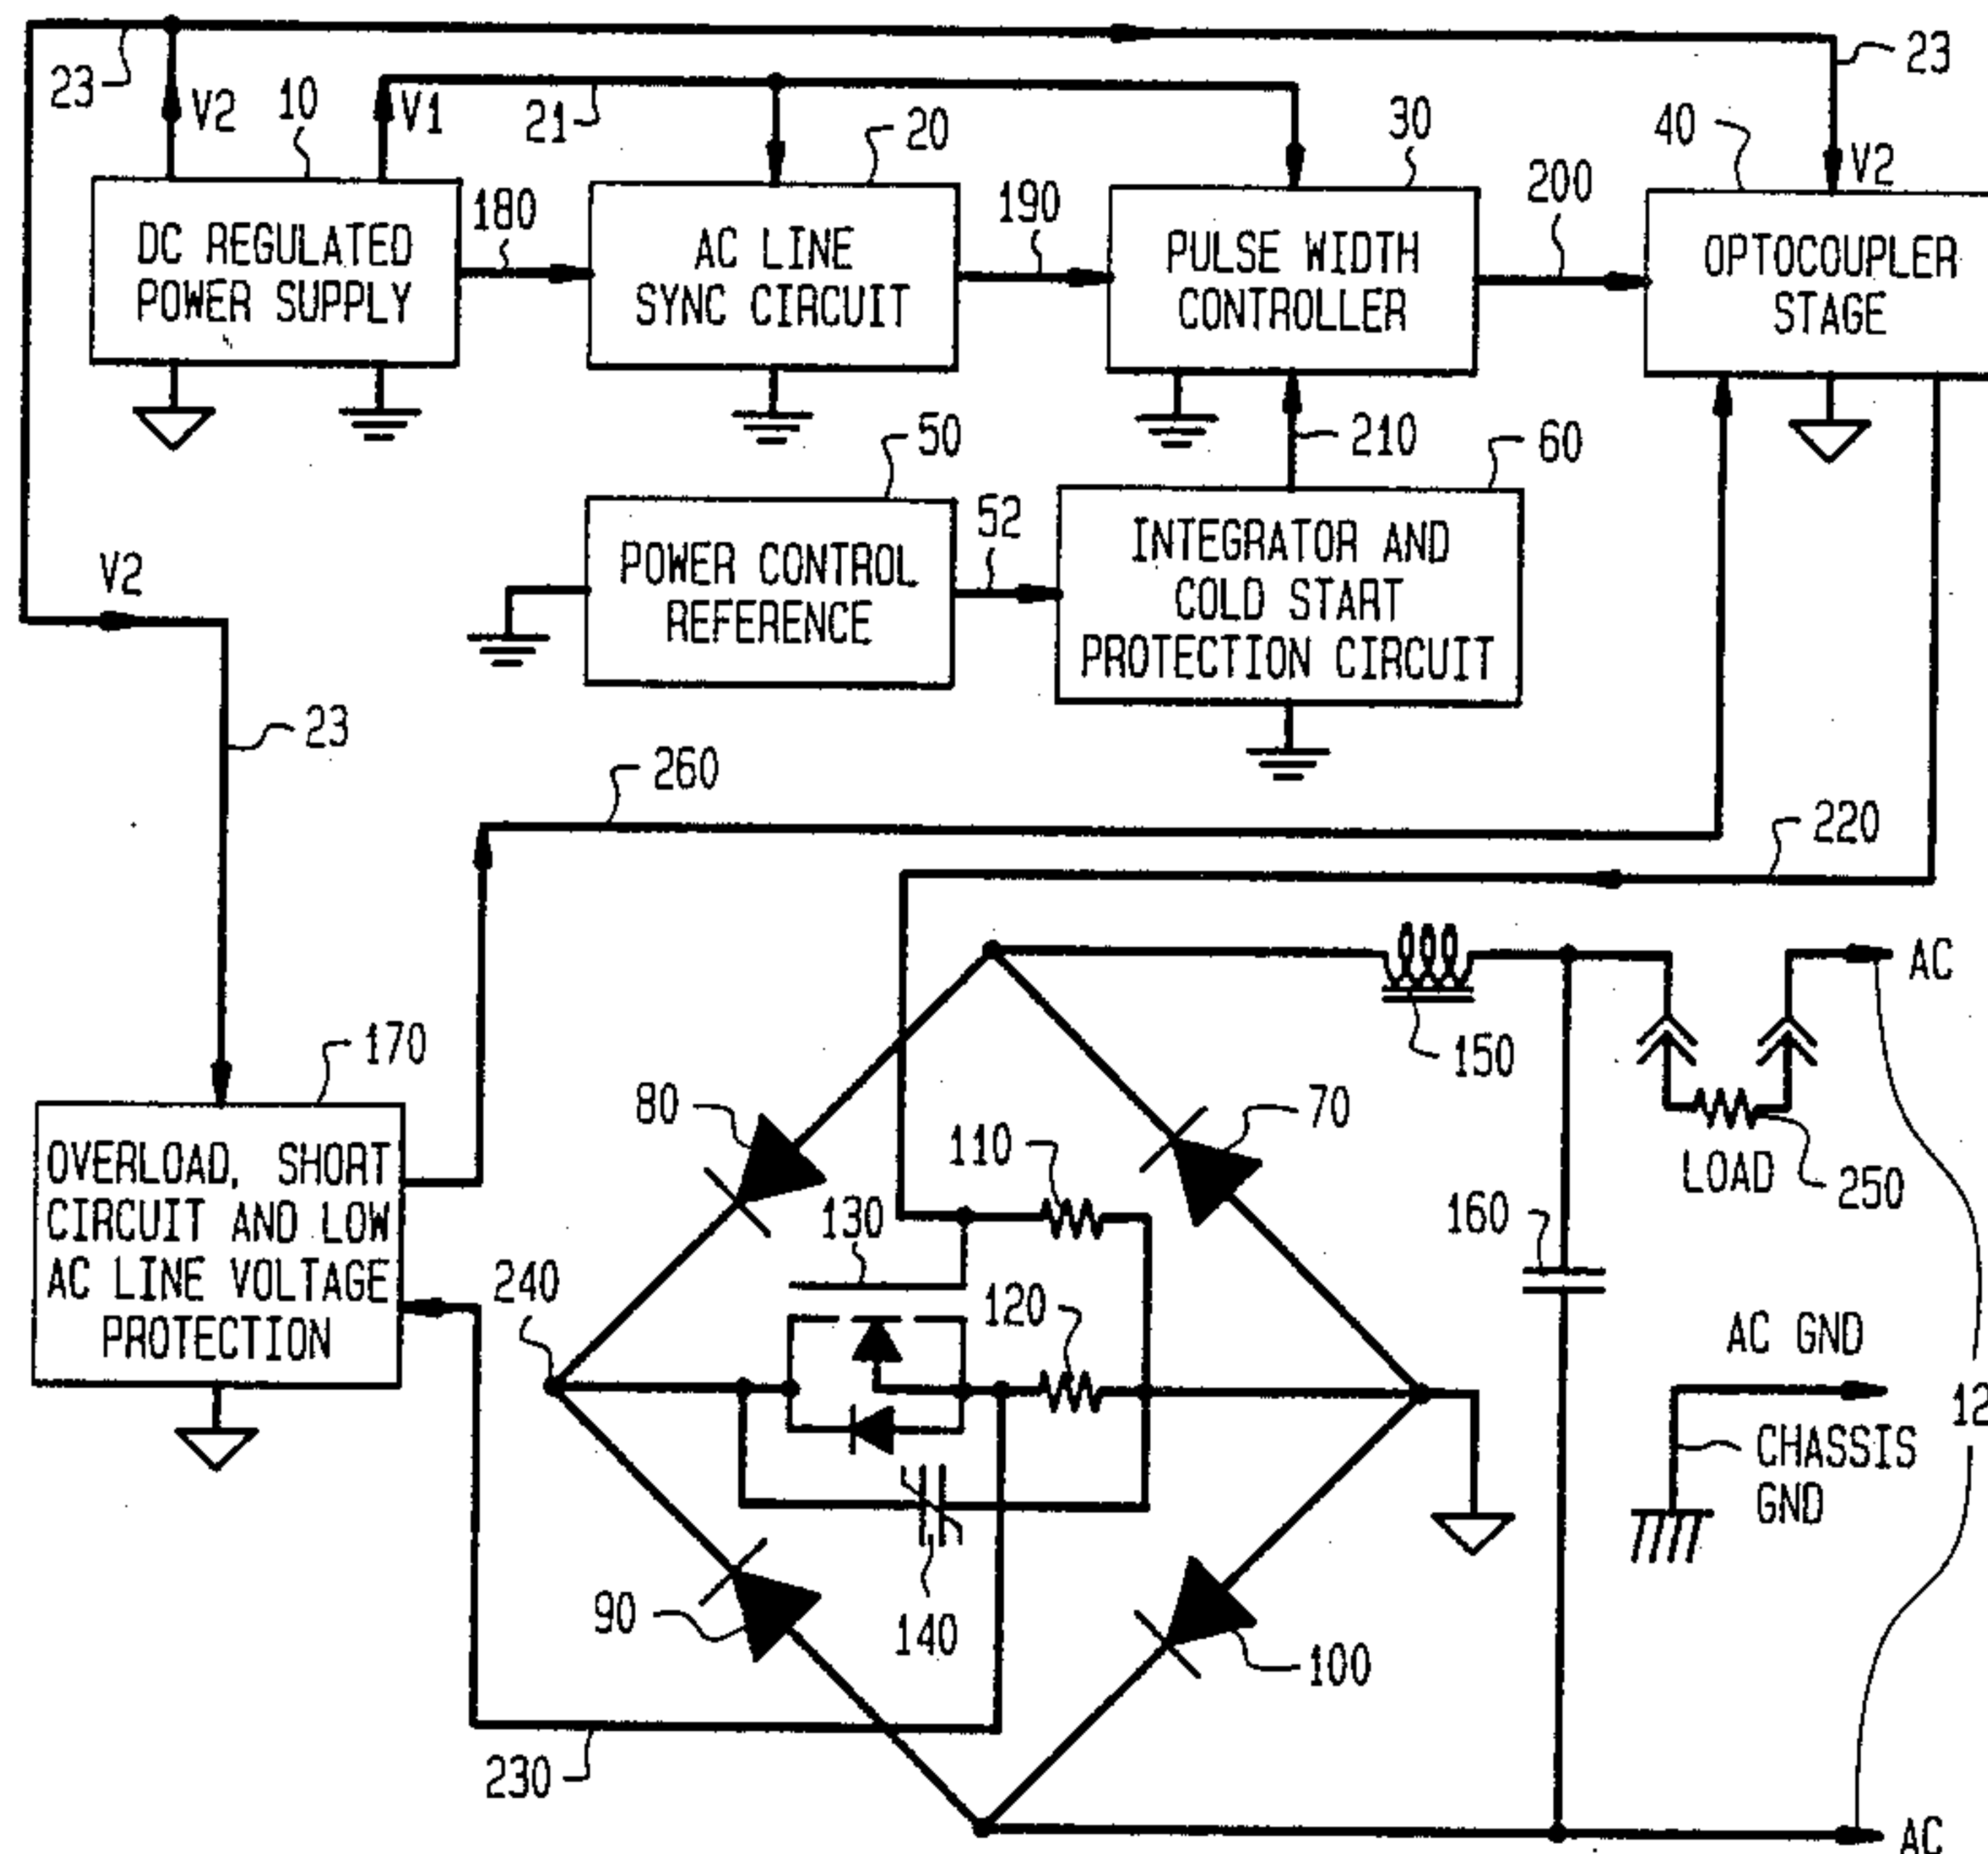 23
V2
10
V1
21
20
30
40
23
V2
DC REGULATED
POWER SUPPLY
180
AC LINE
SYNC CIRCUIT
190
PULSE WIDTH
CONTROLLER
200
OPTOCOUPLER
STAGE
50
210
60
V2
POWER CONTROL
REFERENCE
52
INTEGRATOR AND
COLD START
PROTECTION CIRCUIT
23
260
220
170
OVERLOAD, SHORT
CIRCUIT AND LOW
AC LINE VOLTAGE
PROTECTION
80
110
70
150
AC
LOAD
250
130
160
240
120
AC GND
12
CHASSIS
GND
90
140
100
230
AC